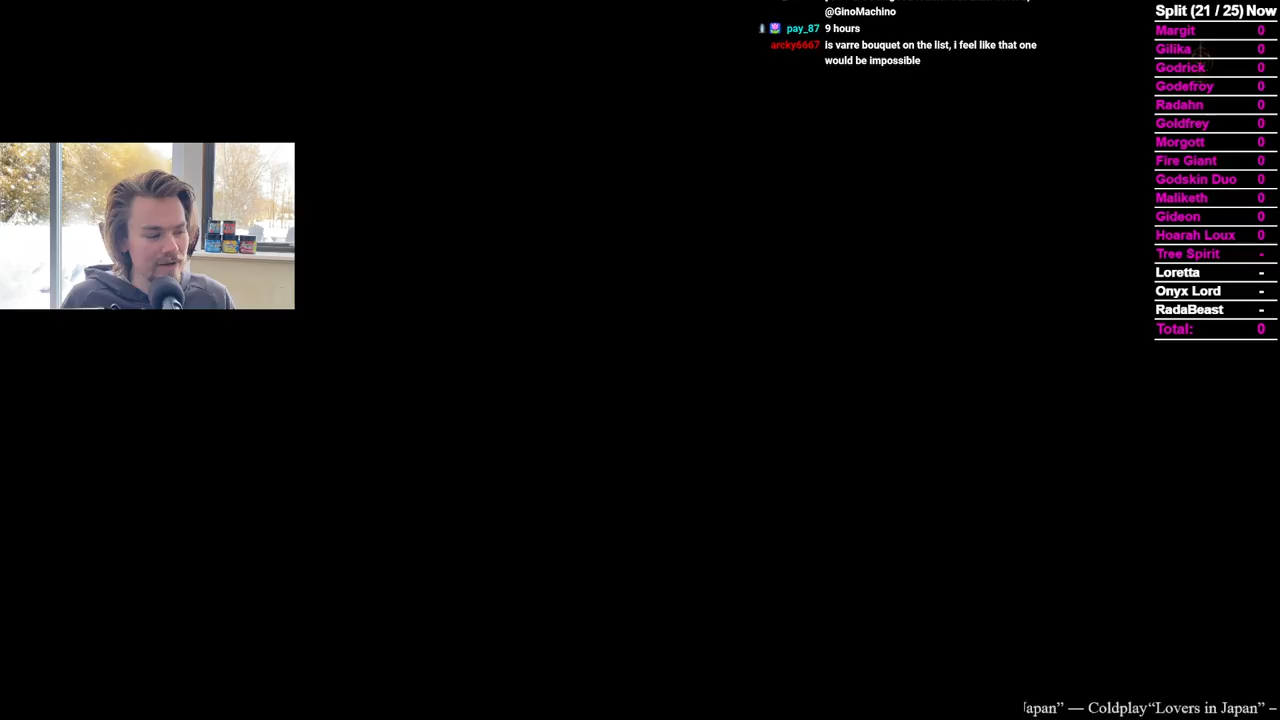 @GinoMachino
pay_87 9 hours
arcky6667 Is varre bouquet on the list, i feel like that one
would be impossible
Split (21 / 25) Now
Margit 0
Gilika 0
Godrick 0
Godefroy 0
Radahn 0
Goldfrey 0
Morgott 0
Fire Giant 0
Godskin Duo 0
Maliketh 0
Gideon 0
Hoarah Loux 0
Tree Spirit -
Loretta -
Onyx Lord -
RadaBeast -
Total: 0
apan” — Coldplay“Lovers in Japan” –